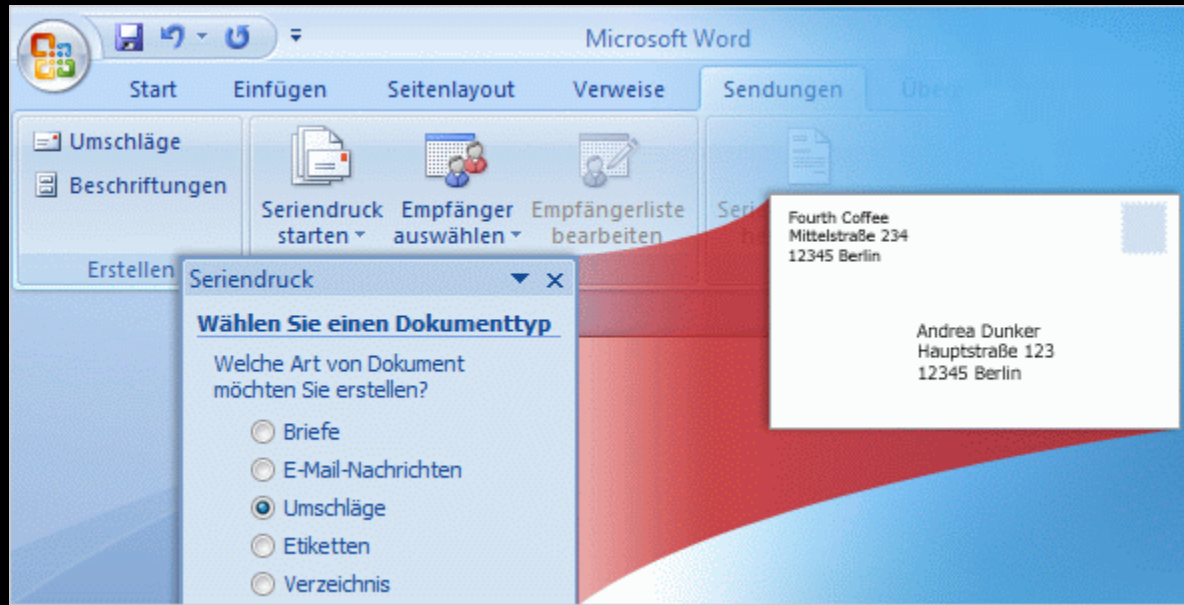 Microsoft Word
Start Einfügen Seitenlayout Verweise Sendungen
Umschläge
Beschriftungen
Seriendruck starten
Empfänger auswählen
Empfängerliste bearbeiten
Erstellen
Seriendruck
Wählen Sie einen Dokumenttyp
Welche Art von Dokument
möchten Sie erstellen?
Briefe
E-Mail-Nachrichten
Umschläge
Etiketten
Verzeichnis
Fourth Coffee
Mittelstraße 234
12345 Berlin
Andrea Dunker
Hauptstraße 123
12345 Berlin